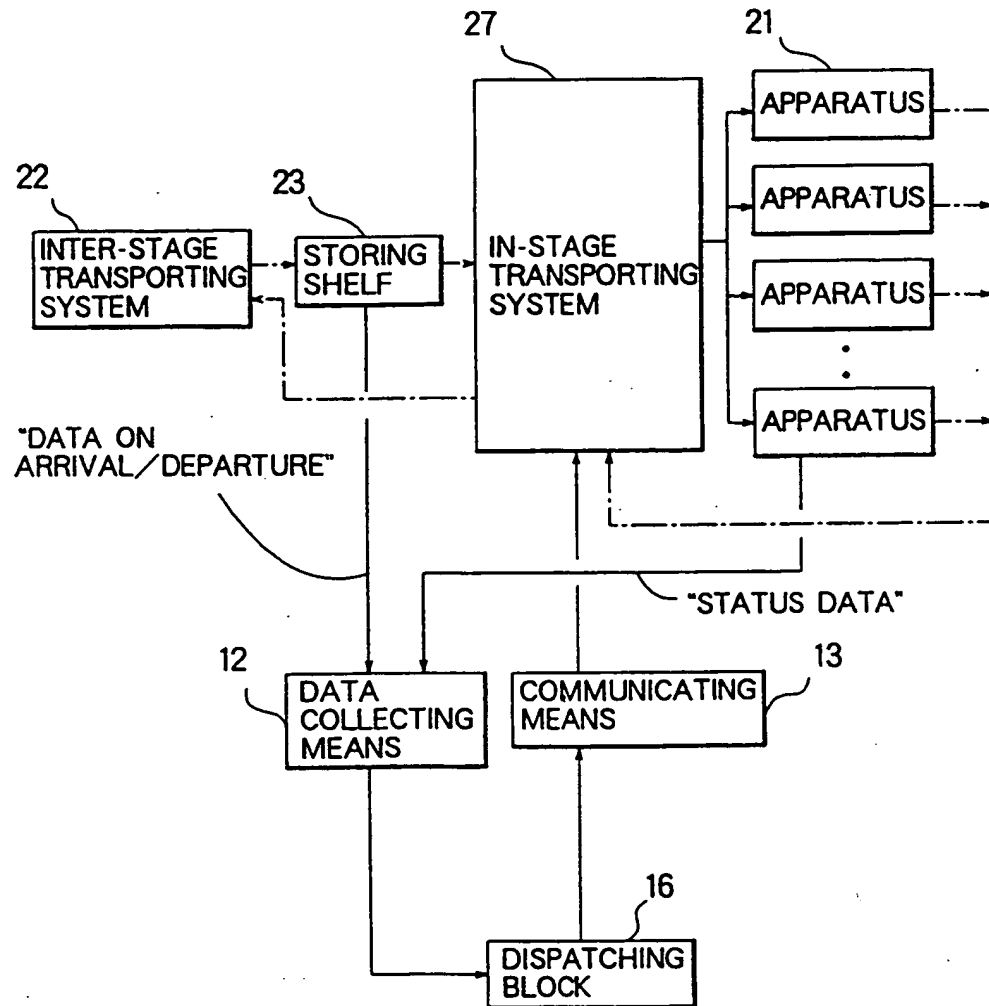 27
21
APPARATUS
22
23
APPARATUS
INTER-STAGE
TRANSPORTING
SYSTEM
STORING
SHELF
IN-STAGE
TRANSPORTING
SYSTEM
APPARATUS
APPARATUS
"DATA ON
ARRIVAL/DEPARTURE"
"STATUS DATA"
12
13
DATA
COLLECTING
MEANS
COMMUNICATING
MEANS
16
DISPATCHING
BLOCK